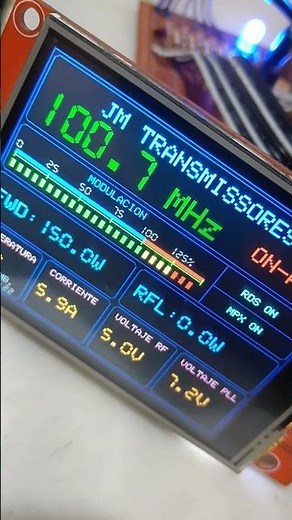 JM TRANSMISSORES
100.7 MHz
MODULACION
0 25 50 75 100 125%
FWD:150.0W
RFL:0.0W
RDS ON
MPX ON
CORRIENTE
5.9A
VOLTAJE RF
5.0V
VOLTAJE PLL
7.2V